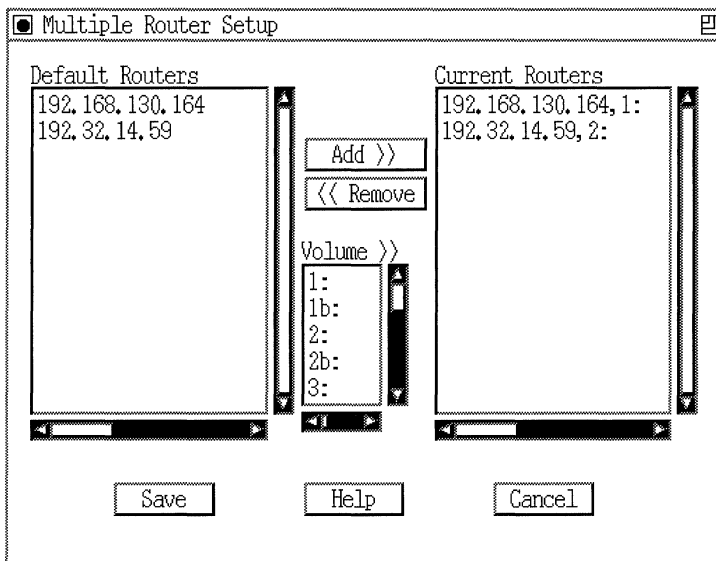 Multiple Router Setup
Default Routers
192.168.130.164
192.32.14.59
Add >>
<< Remove
Volume >>
1:
1b:
2:
2b:
3:
Current Routers
192.168.130.164,1:
192.32.14.59,2:
Save
Help
Cancel